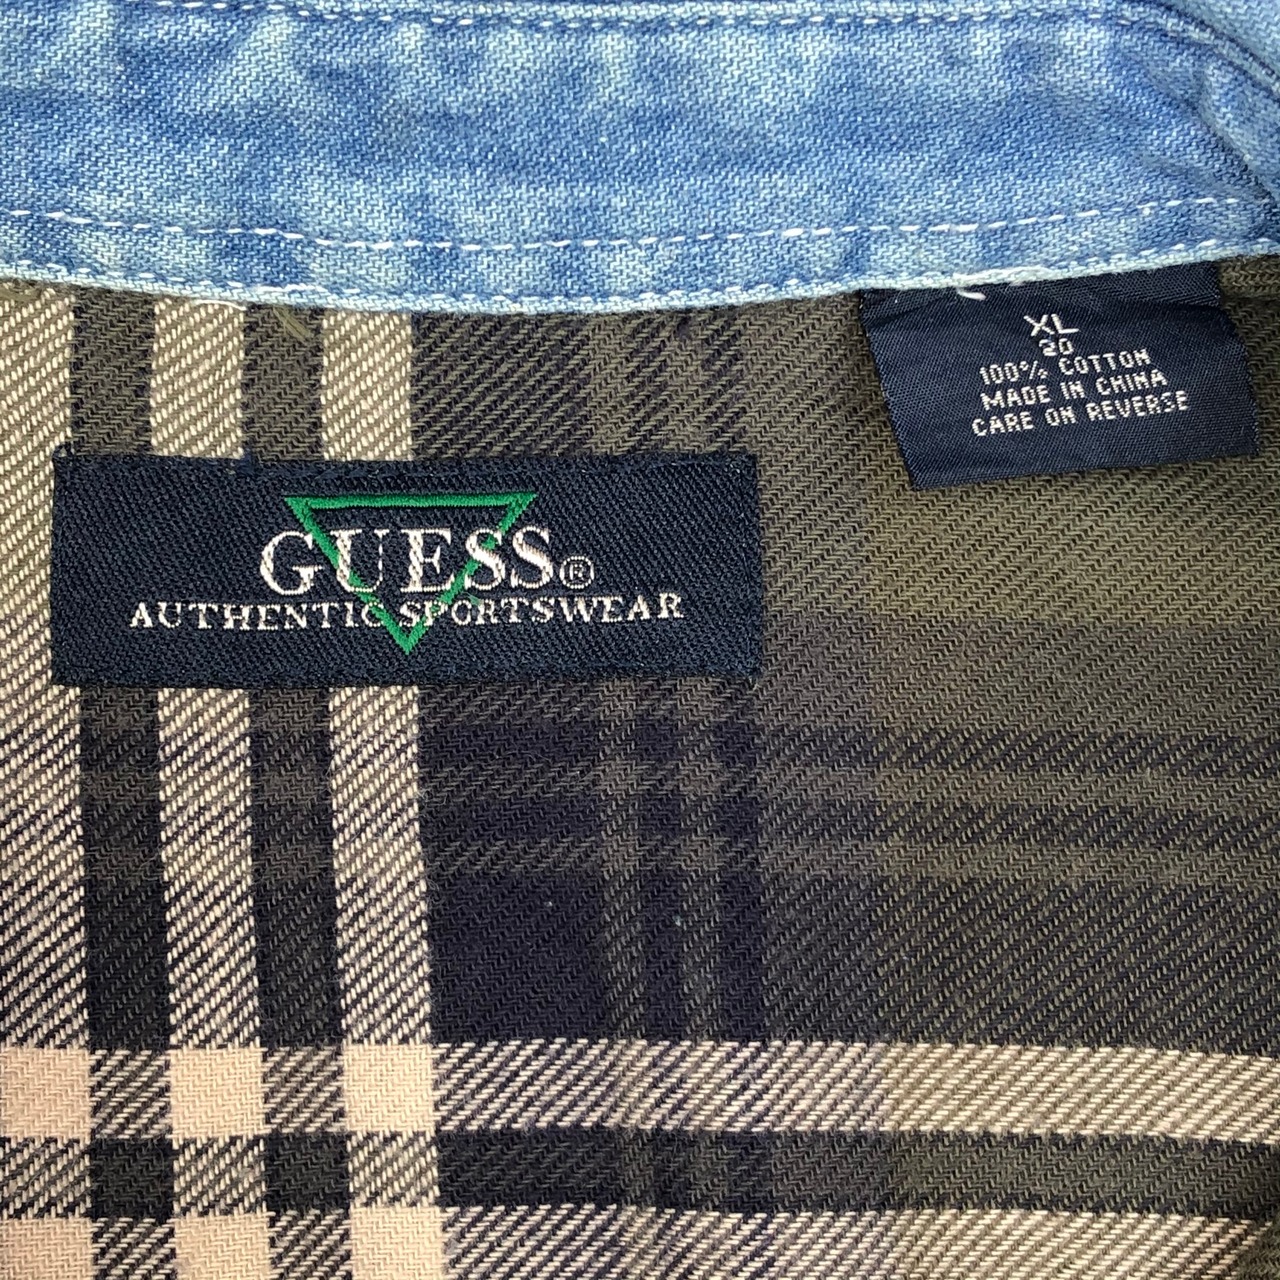 XL
20
100% COTTON
MADE IN CHINA
CARE ON REVERSE
GUESS®
AUTHENTIC SPORTSWEAR